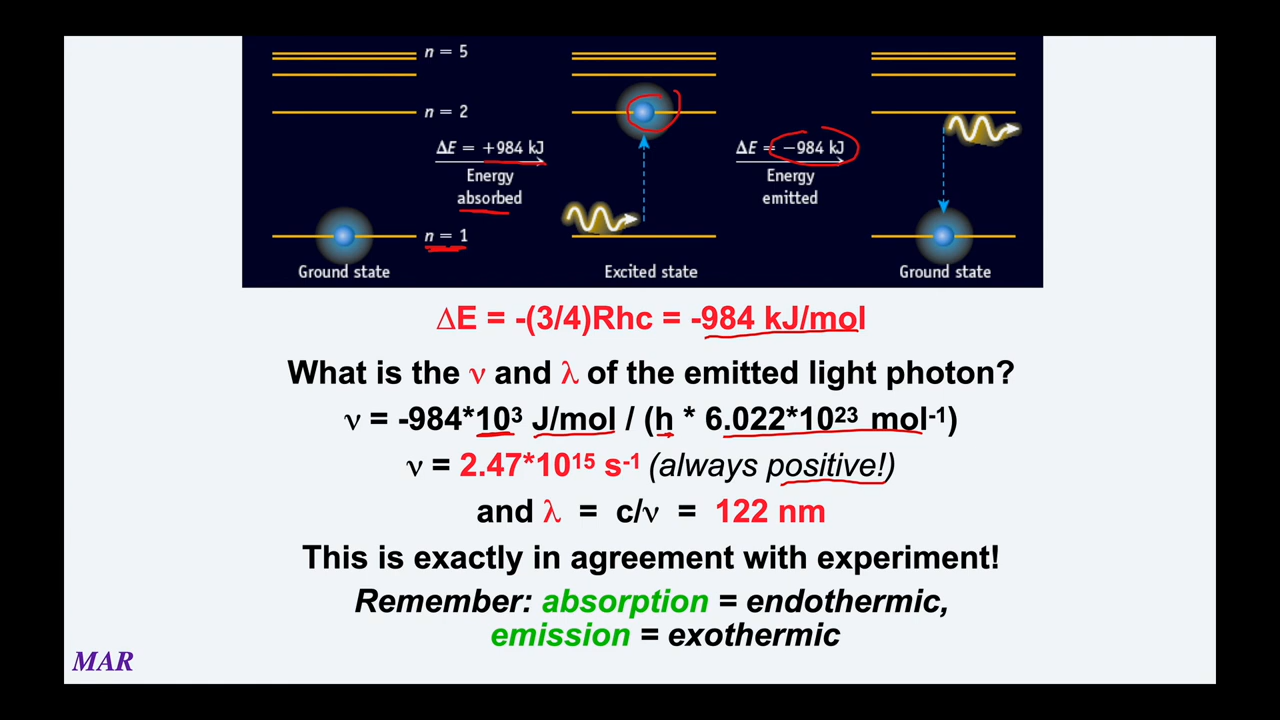 n = 5
n = 2
ΔE = +984 kJ
Energy
absorbed
n = 1
Ground state
Excited state
ΔE = −984 kJ
Energy
emitted
Ground state
ΔE = -(3/4)Rhc = -984 kJ/mol
What is the ν and λ of the emitted light photon?
ν = -984*10³ J/mol / (h * 6.022*10²³ mol⁻¹)
ν = 2.47*10¹⁵ s⁻¹ (always positive!)
and λ = c/ν = 122 nm
This is exactly in agreement with experiment!
Remember: absorption = endothermic,
emission = exothermic
MAR